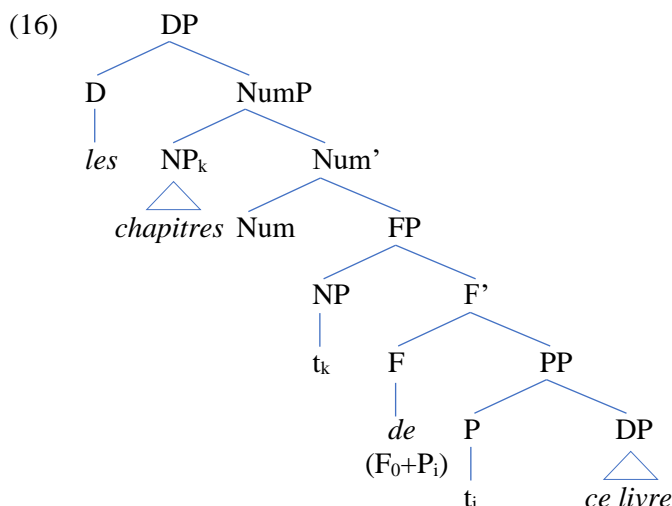 (16) DP
D NumP
les NPk Num’
chapitres Num FP
NP F’
tk F PP
de P DP
(F0+Pi)
ti ce livre